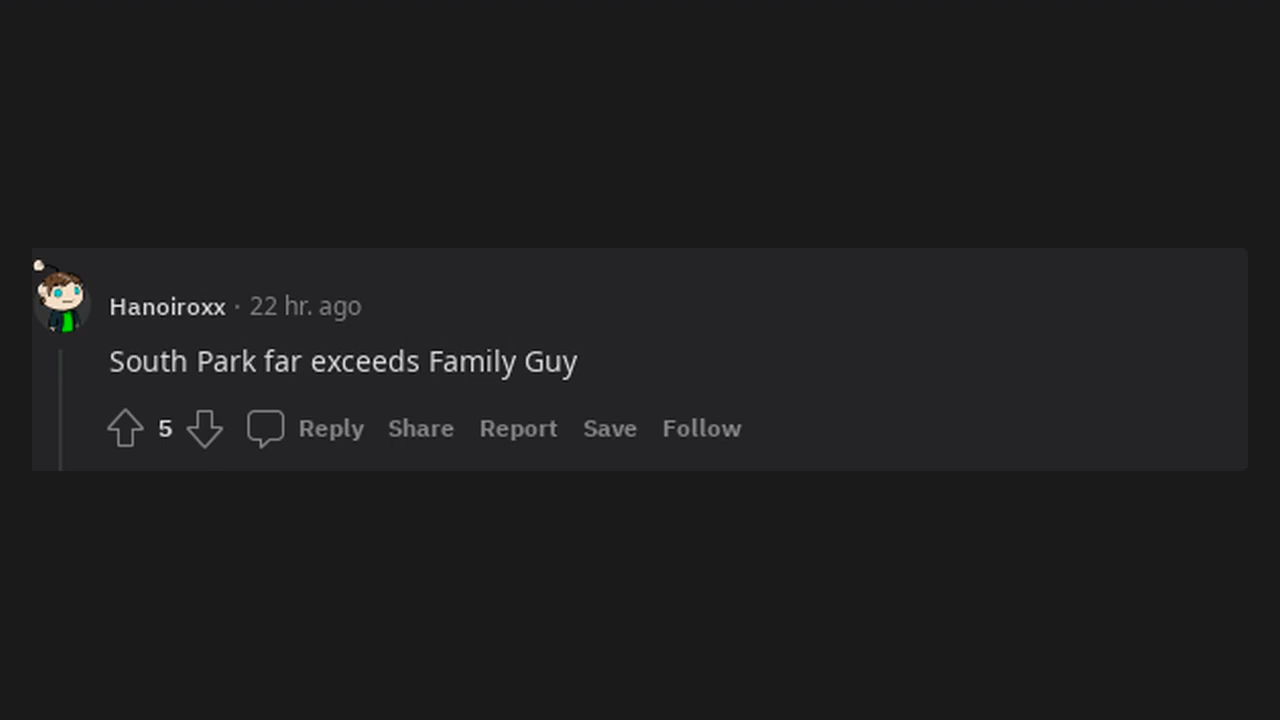 Hanoiroxx · 22 hr. ago
South Park far exceeds Family Guy
5 Reply Share Report Save Follow